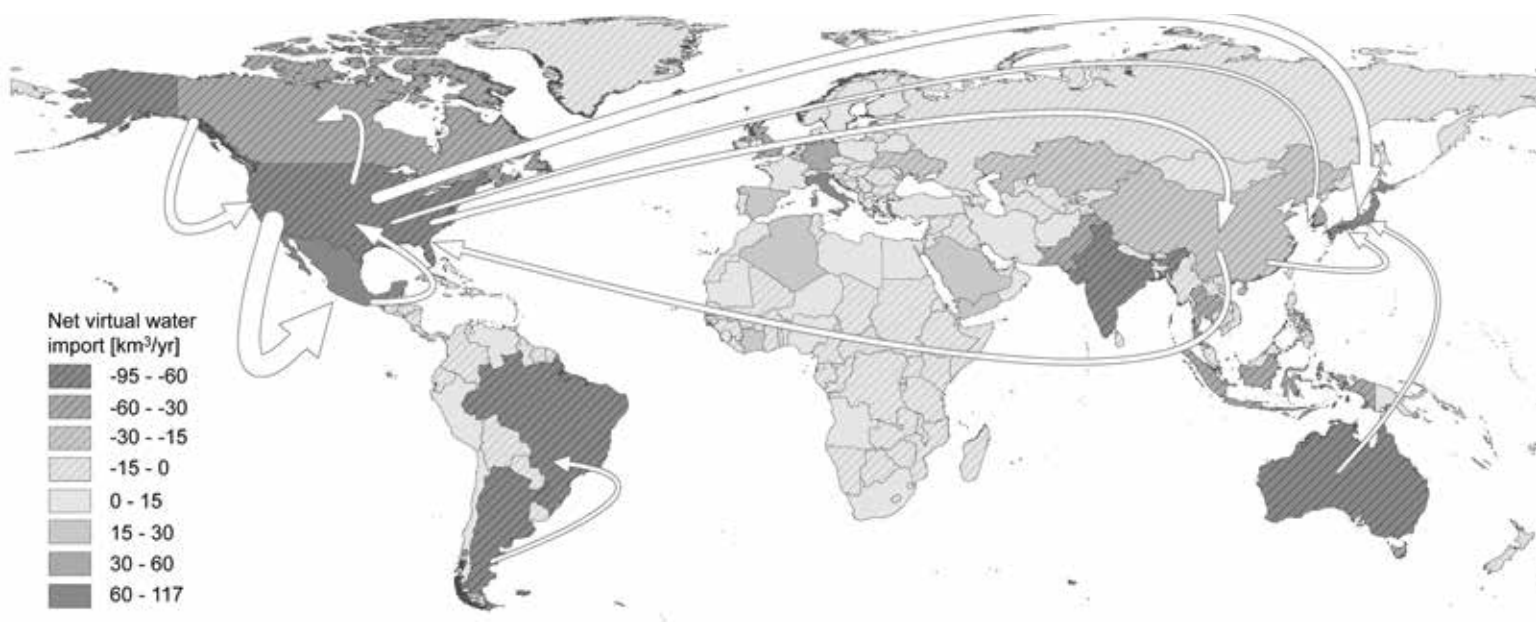 Net virtual water
import [km³/yr]
-95 - -60
-60 - -30
-30 - -15
-15 - 0
0 - 15
15 - 30
30 - 60
60 - 117